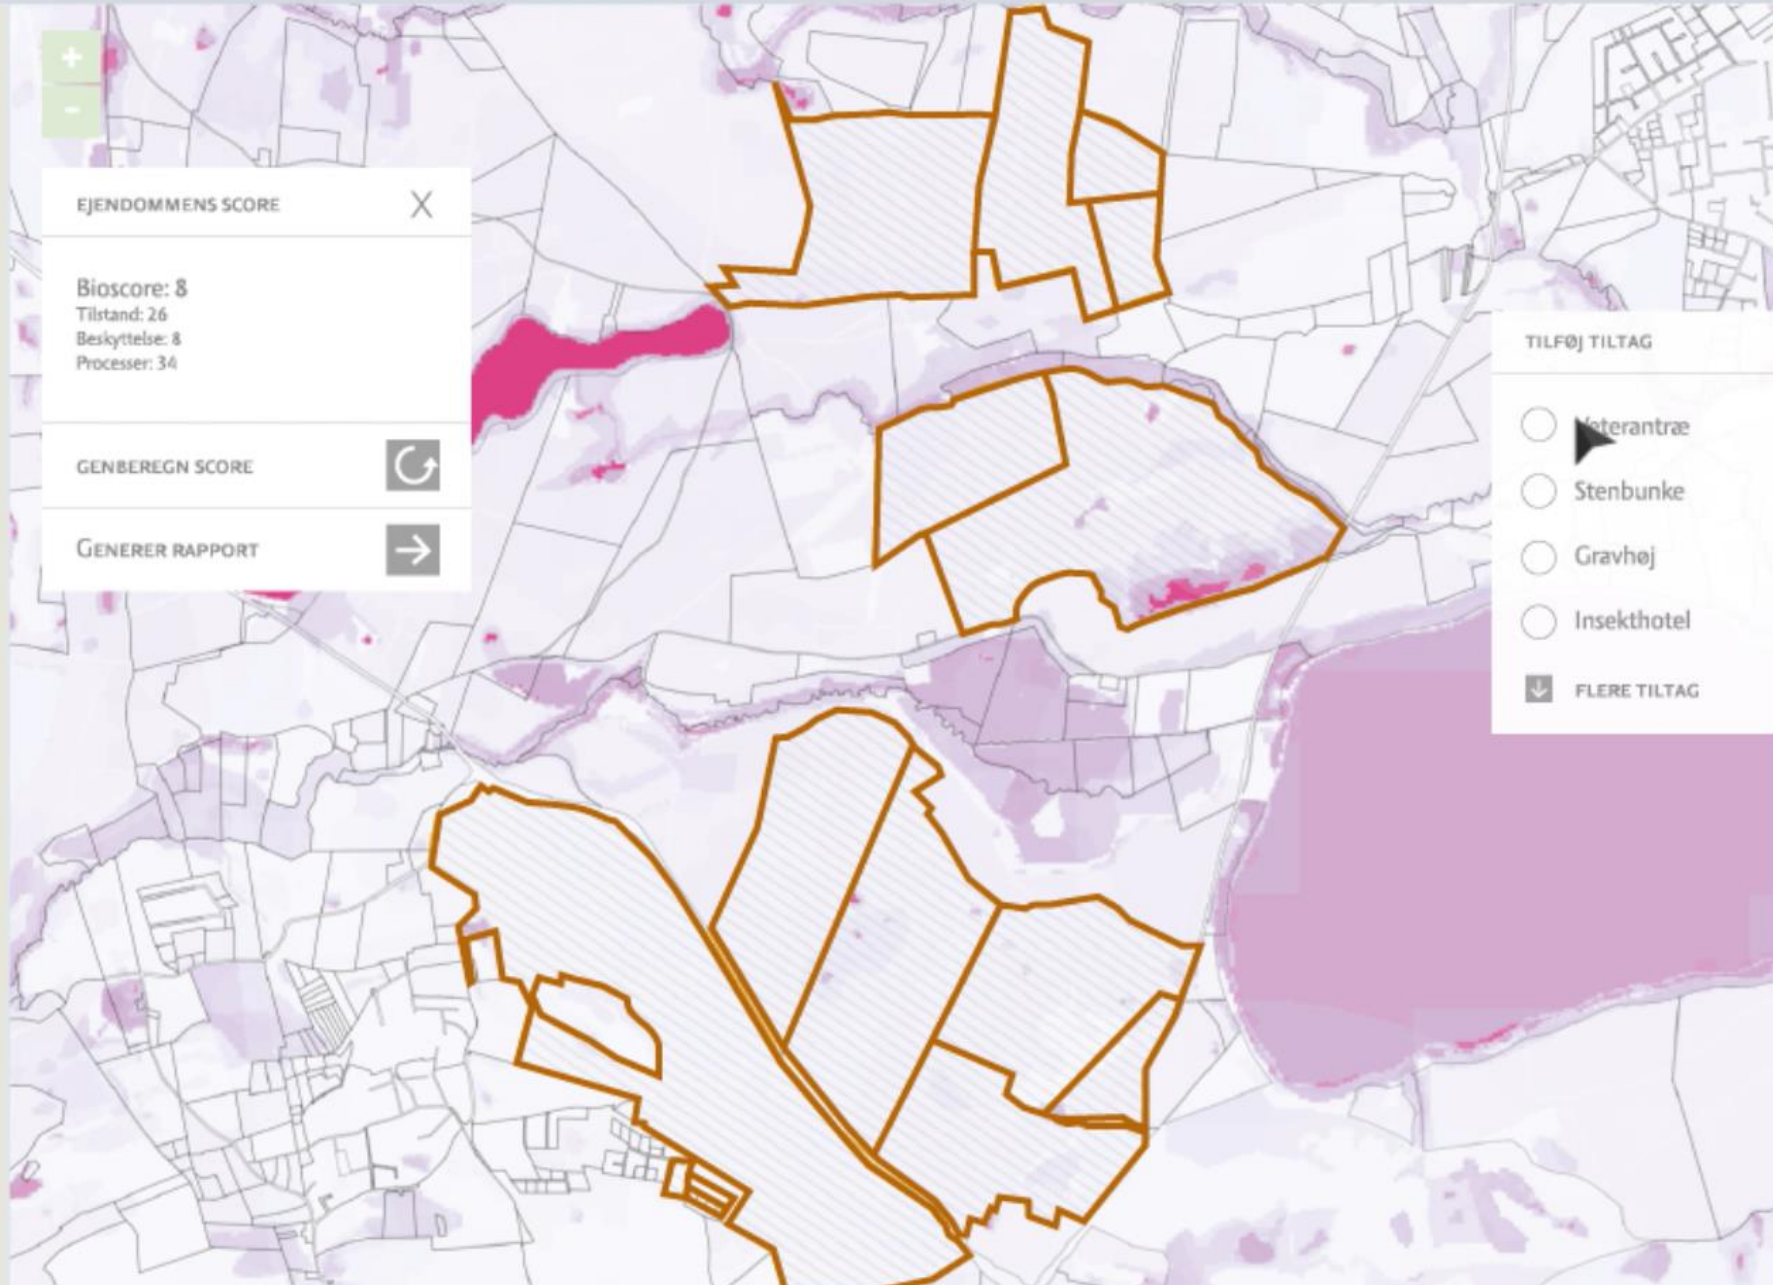 +
-
EJENDOMMENS SCORE X
Bioscore: 8
Tilstand: 26
Beskyttelse: 8
Processer: 34
GENBEREGN SCORE
GENERER RAPPORT
TILFØJ TILTAG
Stenbunke
Gravhøj
Insekthotel
FLERE TILTAG